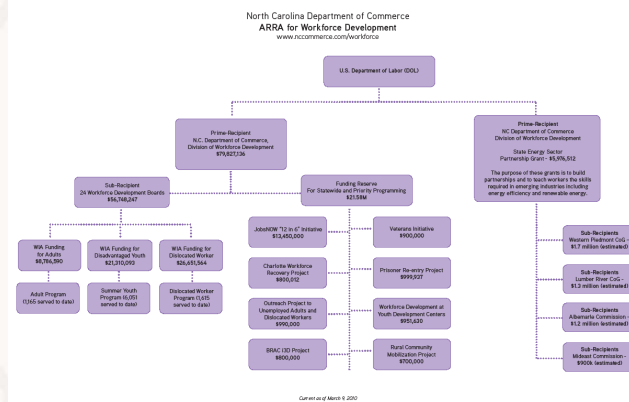 North Carolina Department of Commerce
ARRA for Workforce Development
www.nccommerce.com/workforce
U.S. Department of Labor (DOL)
Prime-Recipient
N.C. Department of Commerce,
Division of Workforce Development
$79,827,136
Prime-Recipient
NC Department of Commerce
Division of Workforce Development
State Energy Sector
Partnership Grant - $5,976,512
The purpose of these grants is to build
partnerships and to teach workers the skills
required in emerging industries including
energy efficiency and renewable energy.
Sub-Recipient
24 Workforce Development Boards
$56,748,247
Funding Reserve
For Statewide and Priority Programming
$21.58M
WIA Funding
for Adults
$8,786,590
WIA Funding for
Disadvantaged Youth
$21,310,093
WIA Funding for
Dislocated Worker
$26,651,564
Adult Program
(1,165 served to date)
Summer Youth
Program (6,051
served to date)
Dislocated Worker
Program (1,615
served to date)
JobsNOW "12 in 6" Initiative
$13,450,000
Veterans Initiative
$900,000
Charlotte Workforce
Recovery Project
$800,012
Prisoner Re-entry Project
$999,937
Outreach Project to
Unemployed Adults and
Dislocated Workers
$990,000
Workforce Development at
Youth Development Centers
$951,630
BRAC i3D Project
$800,000
Rural Community
Mobilization Project
$700,000
Sub-Recipients
Western Piedmont CoG -
$1.7 million (estimated)
Sub-Recipients
Lumber River CoG -
$1.3 million (estimated)
Sub-Recipients
Albemarle Commission -
$1.2 million (estimated)
Sub-Recipients
Mideast Commission -
$900k (estimated)
Current as of March 9, 2010